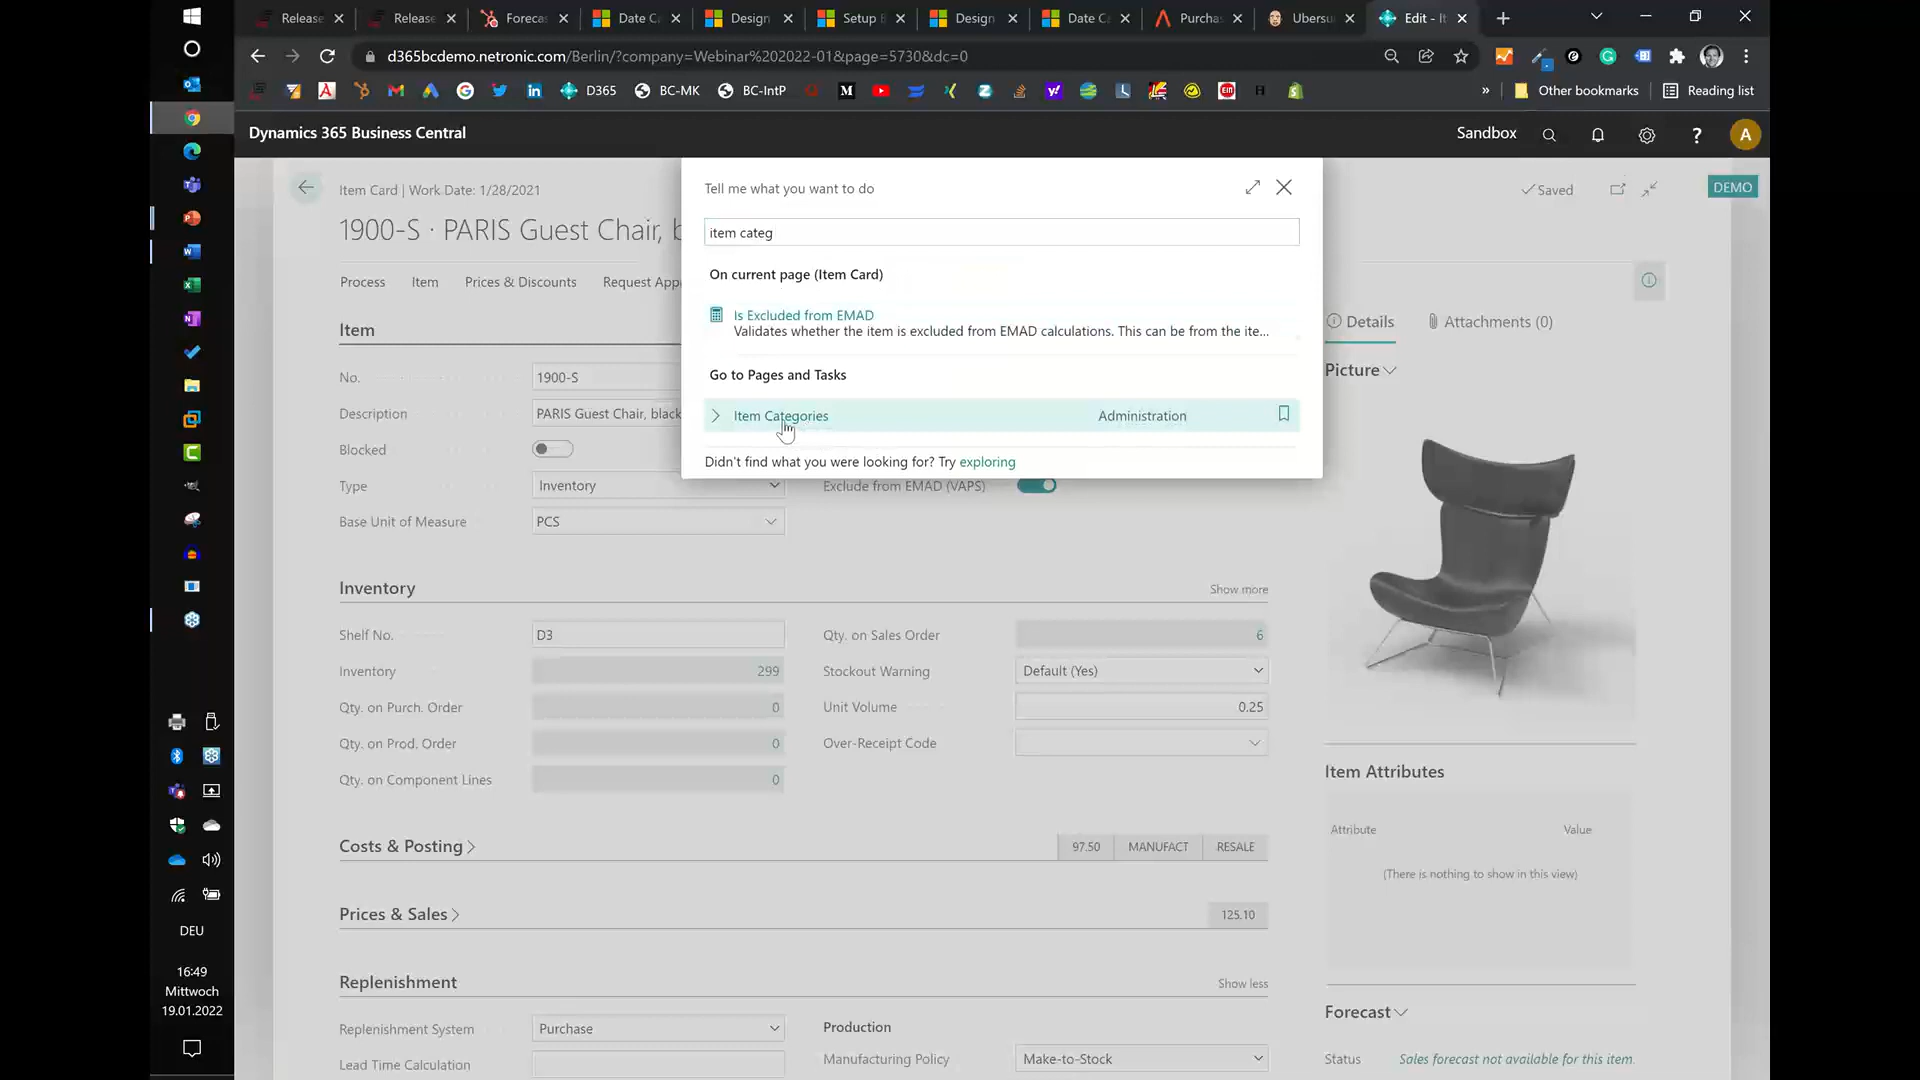 Release
Release
Foreca
Date C
Design
Setup
Design
Date C
Purcha
Ubersu
Edit - It
d365bcdemo.netronic.com/Berlin/?company=Webinar%202022-01&page=5730&dc=0
D365
BC-MK
BC-IntP
»
Other bookmarks
Reading list
Dynamics 365 Business Central
Sandbox
?
A
Item Card | Work Date: 1/28/2021
Saved
DEMO
1900-S · PARIS Guest Chair, b
Tell me what you want to do
item categ
On current page (Item Card)
Is Excluded from EMAD
Validates whether the item is excluded from EMAD calculations. This can be from the ite...
Go to Pages and Tasks
Item Categories
Administration
Didn't find what you were looking for? Try exploring
Process
Item
Prices & Discounts
Request App
Details
Attachments (0)
Picture
Item
No.
1900-S
Description
PARIS Guest Chair, black
Blocked
Type
Inventory
Exclude from EMAD (VAPS)
Base Unit of Measure
PCS
Inventory
Show more
Shelf No.
D3
Qty. on Sales Order
6
Inventory
299
Stockout Warning
Default (Yes)
Qty. on Purch. Order
0
Unit Volume
0.25
Qty. on Prod. Order
0
Over-Receipt Code
Qty. on Component Lines
0
Item Attributes
Attribute
Value
(There is nothing to show in this view)
Costs & Posting
97.50
MANUFACT
RESALE
Prices & Sales
125.10
Replenishment
Show less
Replenishment System
Purchase
Production
Lead Time Calculation
Manufacturing Policy
Make-to-Stock
Forecast
Status
Sales forecast not available for this item.
DEU
16:49
Mittwoch
19.01.2022